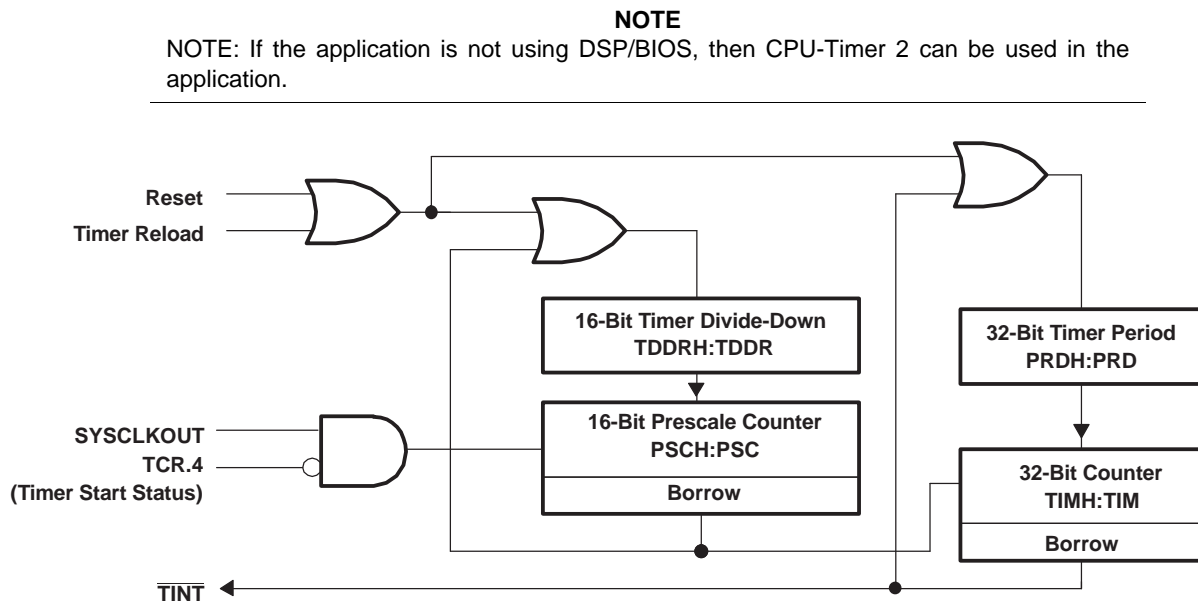 NOTE
NOTE: If the application is not using DSP/BIOS, then CPU-Timer 2 can be used in the
application.
Reset
Timer Reload
16-Bit Timer Divide-Down
TDDRH:TDDR
32-Bit Timer Period
PRDH:PRD
SYSCLKOUT
TCR.4
(Timer Start Status)
16-Bit Prescale Counter
PSCH:PSC
Borrow
32-Bit Counter
TIMH:TIM
Borrow
TINT